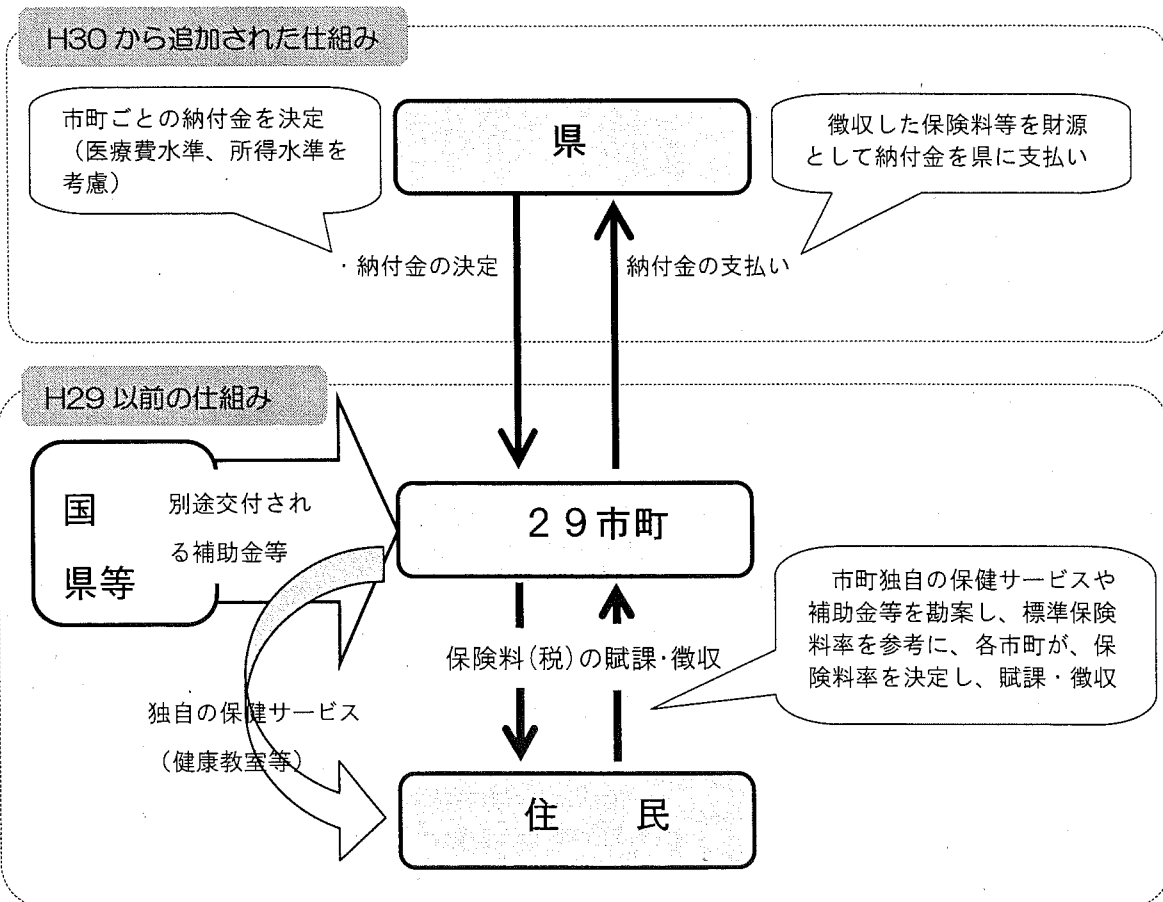 H30から追加された仕組み
市町ごとの納付金を決定
（医療費水準、所得水準を
考慮）
県
徴収した保険料等を財源
として納付金を県に支払い
・納付金の決定
納付金の支払い
H29以前の仕組み
国
県等
別途交付され
る補助金等
２９市町
市町独自の保健サービスや
補助金等を勘案し、標準保険
料率を参考に、各市町が、保
険料率を決定し、賦課・徴収
保険料（税）の賦課・徴収
独自の保健サービス
（健康教室等）
住　民